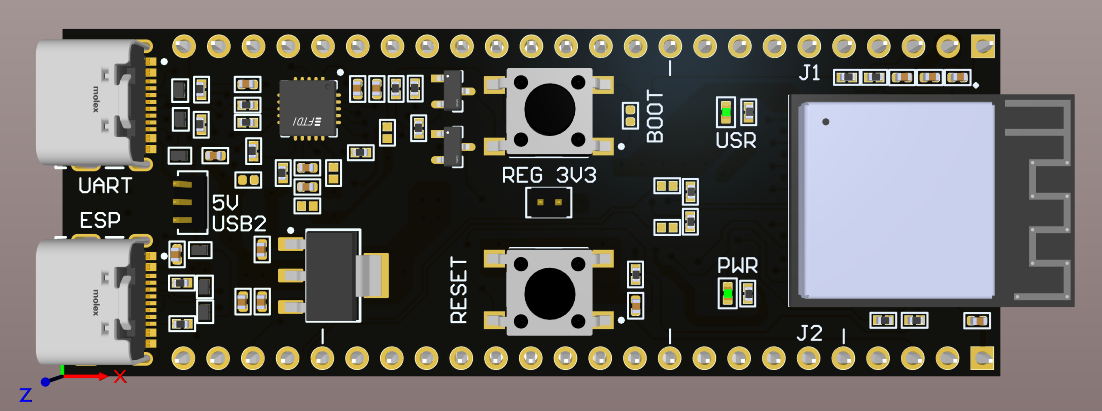 J1
molex
FTDI
BOOT
USR
UART
REG 3V3
5V
ESP
USB2
PWR
RESET
molex
J2
X
Z